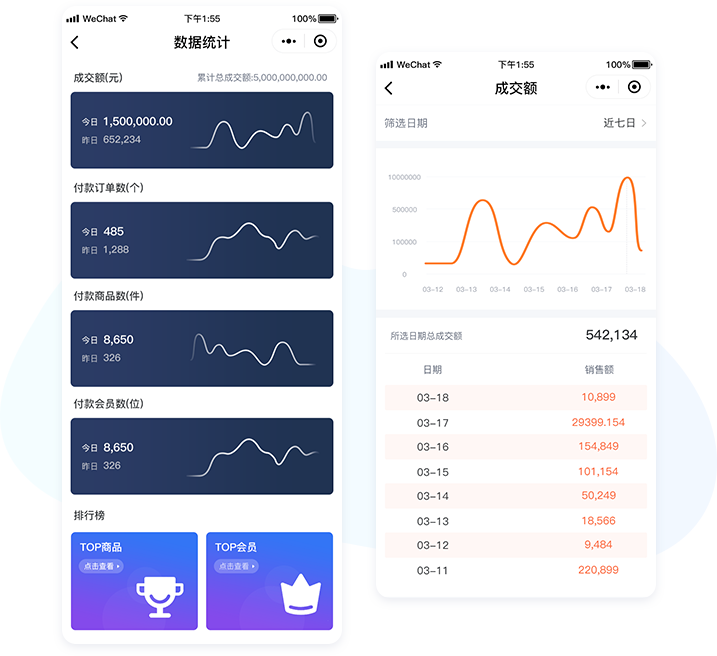 WeChat 下午1:55 100%
数据统计
成交额(元) 累计总成交额:5,000,000,000.00
今日 1,500,000.00
昨日 652,234
付款订单数(个)
今日 485
昨日 1,288
付款商品数(件)
今日 8,650
昨日 326
付款会员数(位)
今日 8,650
昨日 326
排行榜
TOP商品
点击查看
TOP会员
点击查看
WeChat 下午1:55 100%
成交额
筛选日期 近七日
10000000
500000
100000
0
03-12 03-13 03-14 03-15 03-16 03-17 03-18
所选日期总成交额 542,134
日期 销售额
03-18 10,899
03-17 29399.154
03-16 154,849
03-15 101,154
03-14 50,249
03-13 18,566
03-12 9,484
03-11 220,899